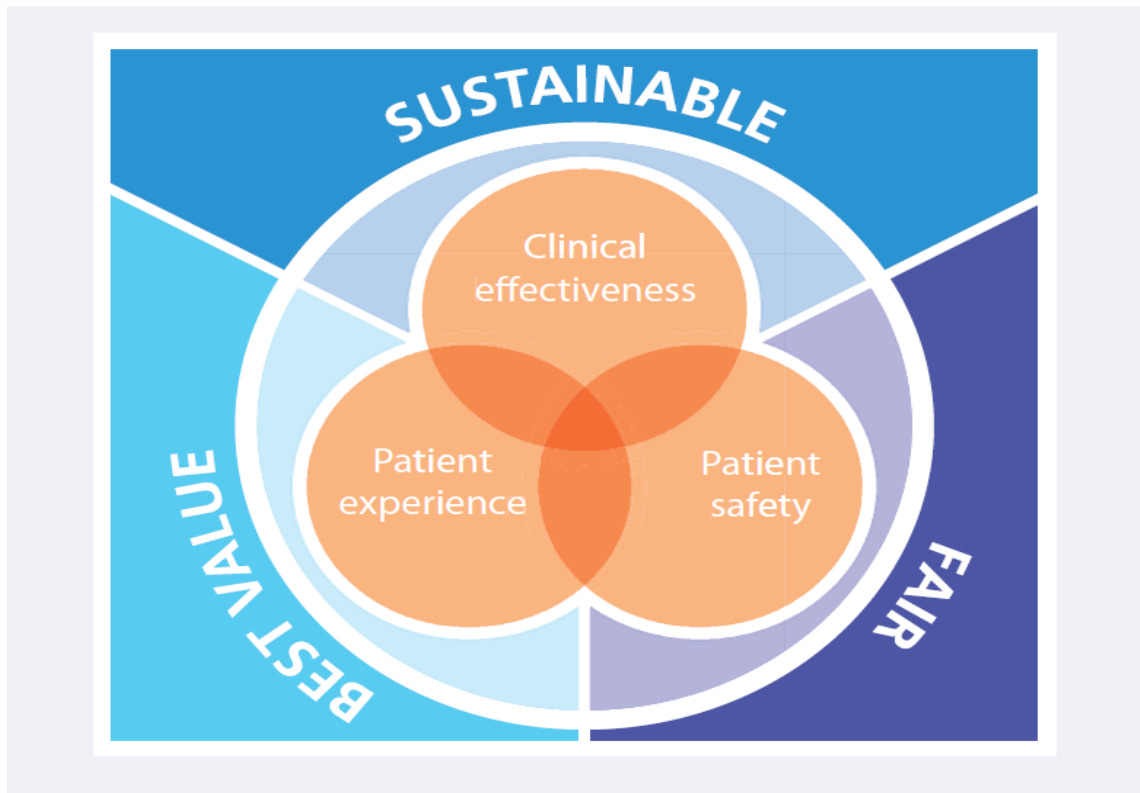 SUSTAINABLE
Clinical
effectiveness
Patient
experience
Patient
safety
BEST VALUE
FAIR